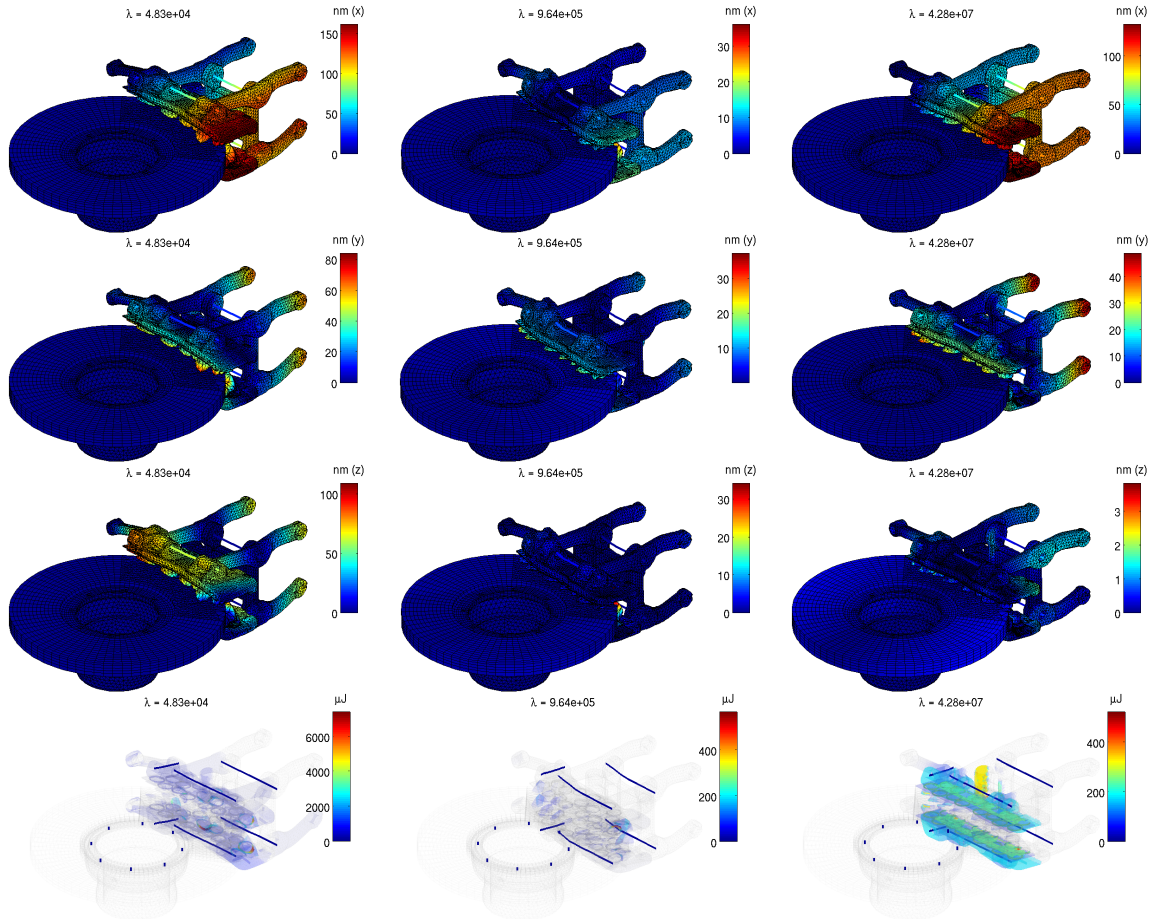 λ = 4.83e+04 nm (x) λ = 9.64e+05 nm (x) λ = 4.28e+07 nm (x)
150 100 50 0 30 20 10 0 100 50 0
λ = 4.83e+04 nm (y) λ = 9.64e+05 nm (y) λ = 4.28e+07 nm (y)
80 60 40 20 0 30 20 10 40 30 20 10 0
λ = 4.83e+04 nm (z) λ = 9.64e+05 nm (z) λ = 4.28e+07 nm (z)
100 50 0 30 20 10 0 3 2 1 0
λ = 4.83e+04 μJ λ = 9.64e+05 μJ λ = 4.28e+07 μJ
6000 4000 2000 0 400 200 0 400 200 0